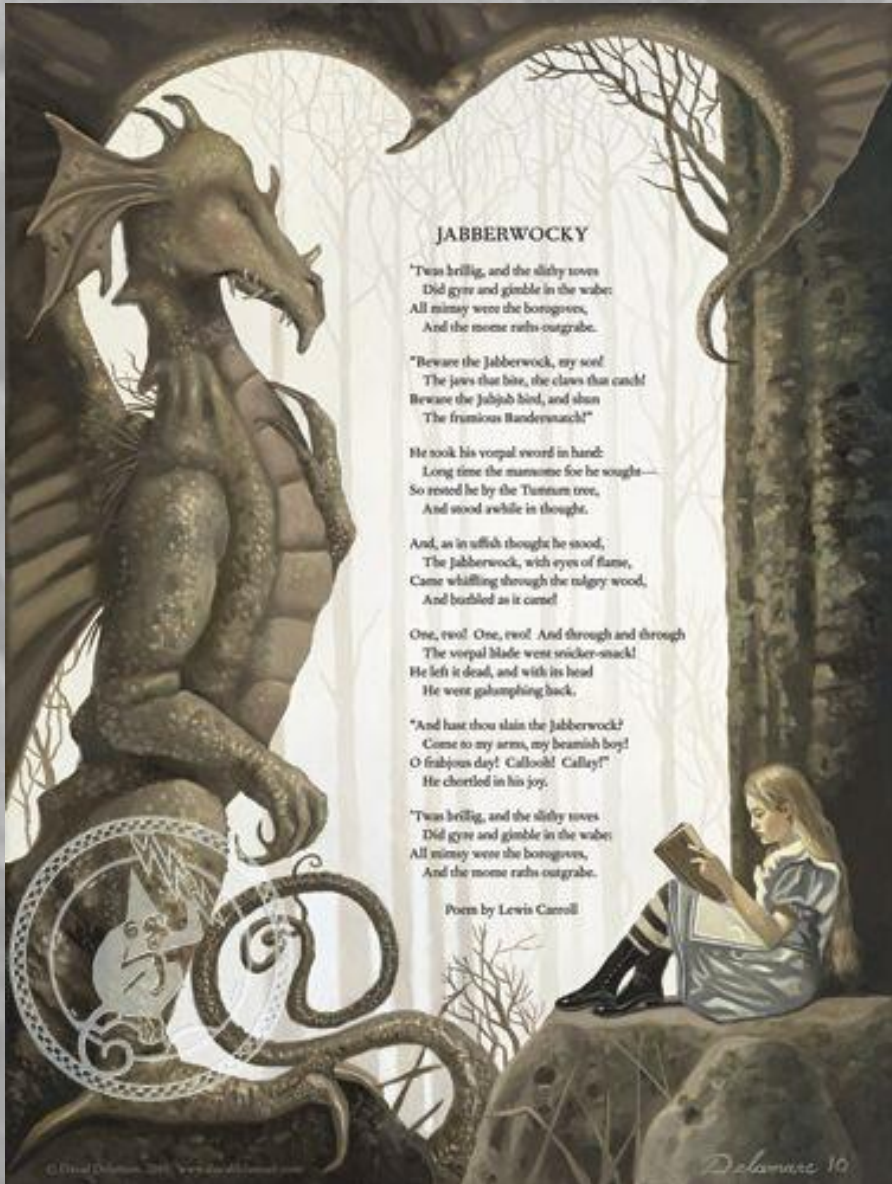 JABBERWOCKY
'Twas brillig, and the slithy toves
Did gyre and gimble in the wabe:
All mimsy were the borogoves,
And the mome raths outgrabe.
"Beware the Jabberwock, my son!
The jaws that bite, the claws that catch!
Beware the Jubjub bird, and shun
The frumious Bandersnatch!"
He took his vorpal sword in hand:
Long time the manxome foe he sought—
So rested he by the Tumtum tree,
And stood awhile in thought.
And, as in uffish thought he stood,
The Jabberwock, with eyes of flame,
Came whiffling through the tulgey wood,
And burbled as it came!
One, two! One, two! And through and through
The vorpal blade went snicker-snack!
He left it dead, and with its head
He went galumphing back.
"And hast thou slain the Jabberwock?
Come to my arms, my beamish boy!
O frabjous day! Callooh! Callay!"
He chortled in his joy.
'Twas brillig, and the slithy toves
Did gyre and gimble in the wabe:
All mimsy were the borogoves,
And the mome raths outgrabe.
Poem by Lewis Carroll
© David Delamare, 2010
Delamare 10